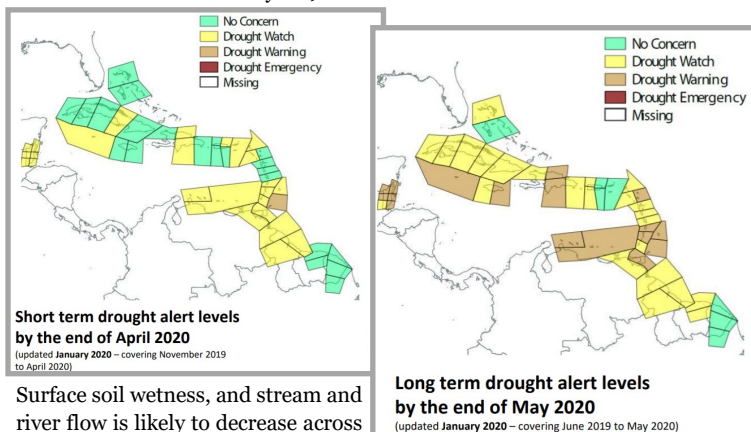 No Concern
Drought Watch
Drought Warning
Drought Emergency
Missing
Short term drought alert levels
by the end of April 2020
(updated January 2020 – covering November 2019
to April 2020)
Surface soil wetness, and stream and
river flow is likely to decrease across
No Concern
Drought Watch
Drought Warning
Drought Emergency
Missing
Long term drought alert levels
by the end of May 2020
(updated January 2020 – covering June 2019 to May 2020)